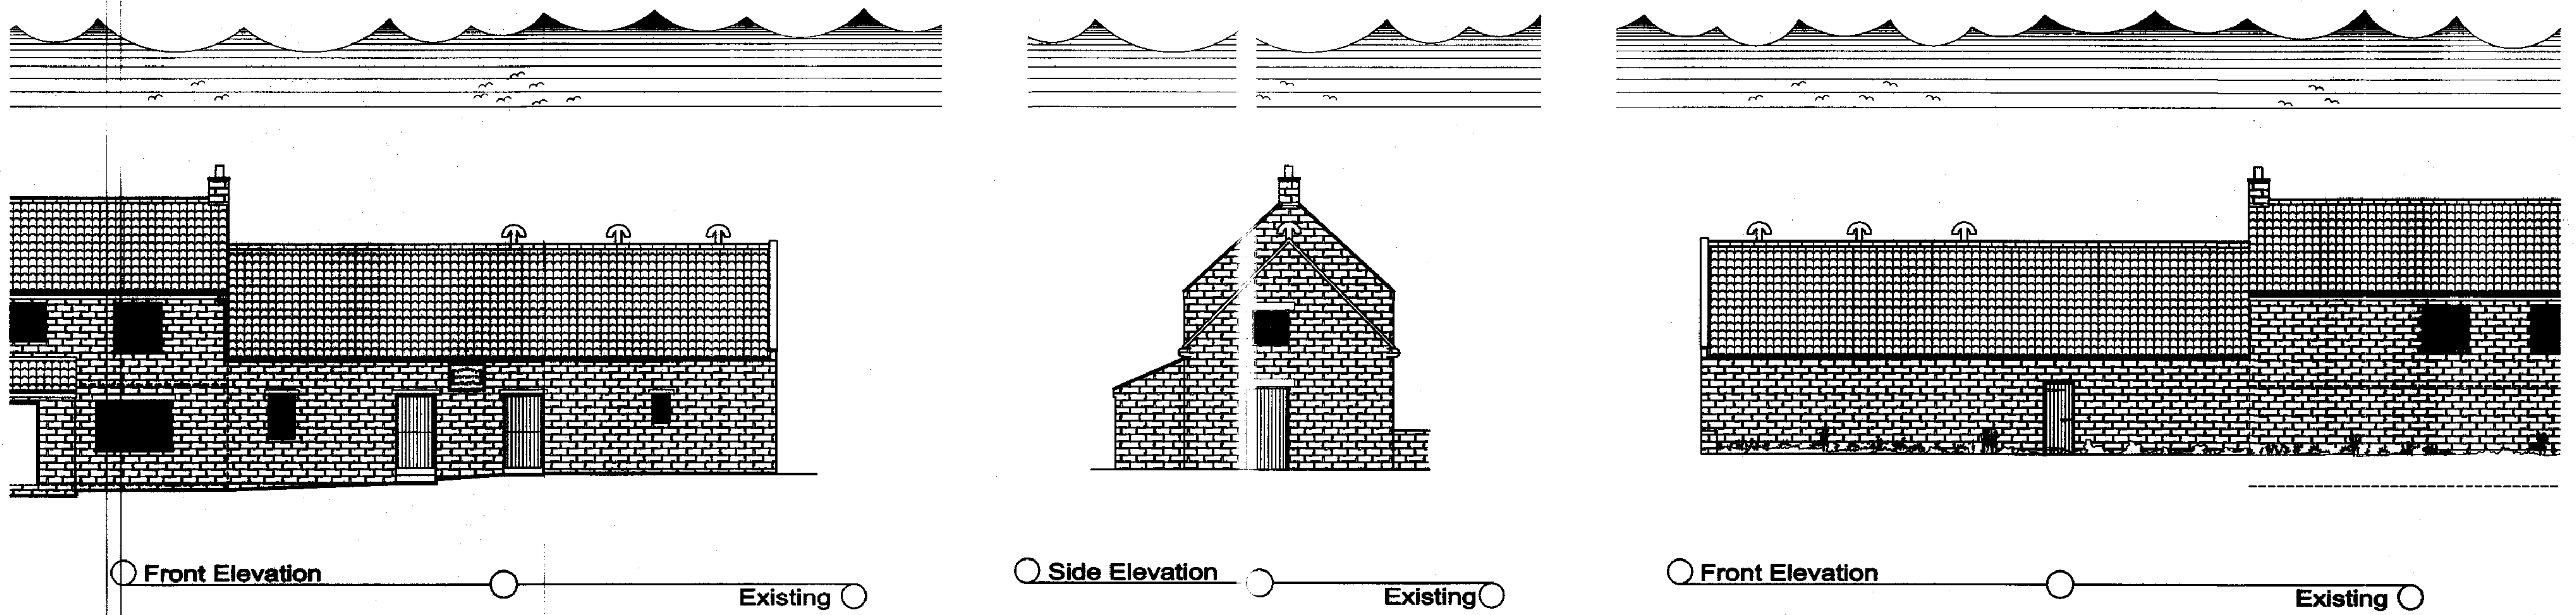 Front Elevation
Existing
Side Elevation
Existing
Front Elevation
Existing